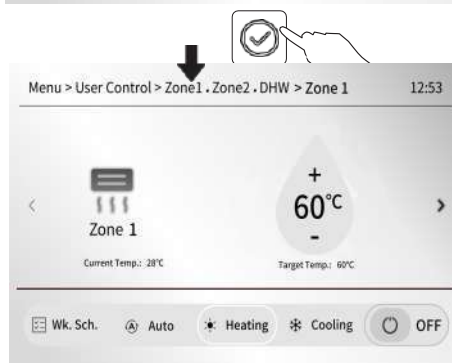 Menu > User Control > Zone1 . Zone2 . DHW > Zone 1 12:53
+
60°C
-
Zone 1
Current Temp.: 28°C Target Temp.: 60°C
Wk. Sch. A Auto Heating Cooling OFF